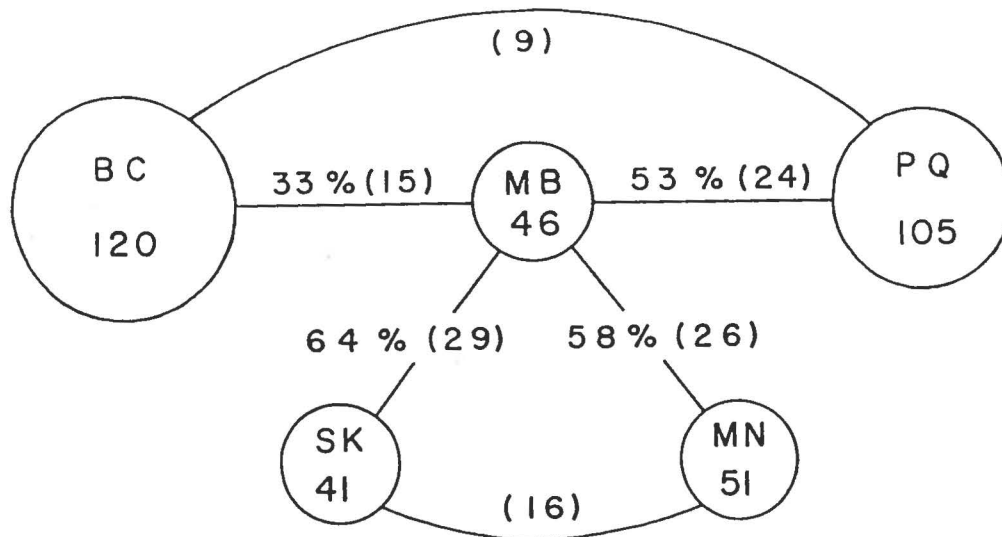 (9)
BC
120
33%(15)
MB
46
53%(24)
PQ
105
64%(29)
58%(26)
SK
41
MN
51
(16)